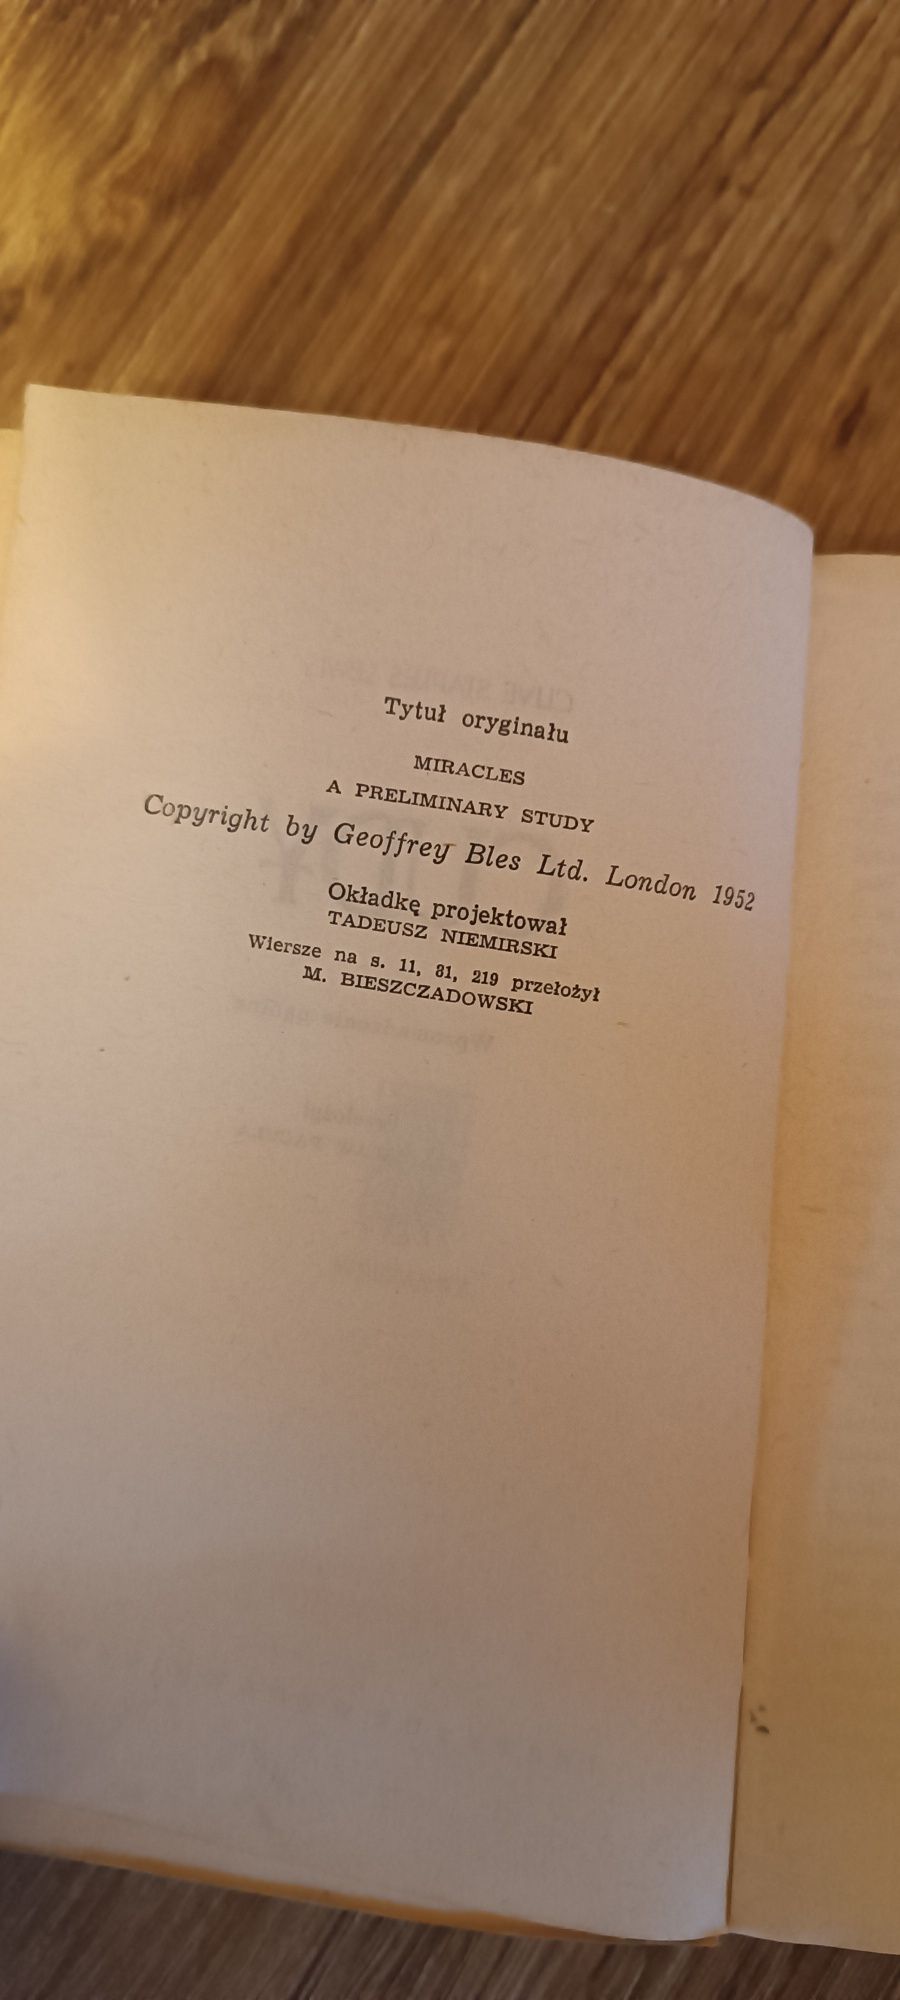 Tytuł oryginału
MIRACLES
A PRELIMINARY STUDY
Copyright by Geoffrey Bles Ltd. London 1952
Okładkę projektował
TADEUSZ NIEMIRSKI
Wiersze na s. 11, 81, 219 przełożył
M. BIESZCZADOWSKI